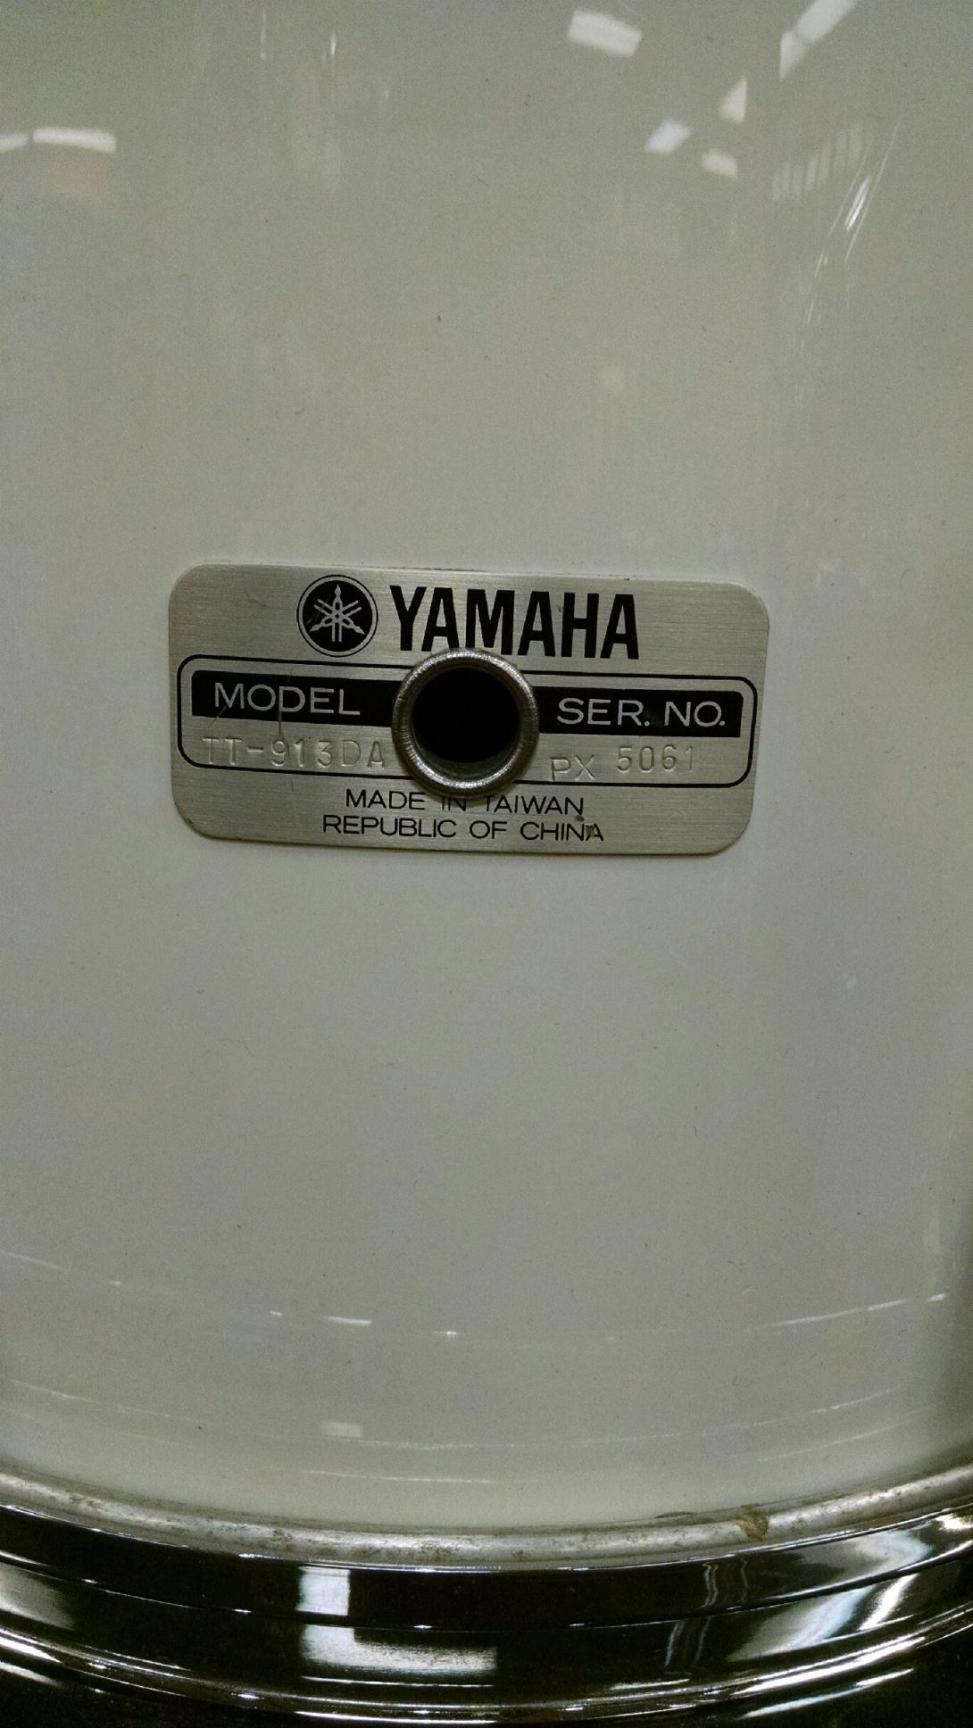 YAMAHA
MODEL SER. NO.
TT-913DA PX 5061
MADE IN TAIWAN
REPUBLIC OF CHINA